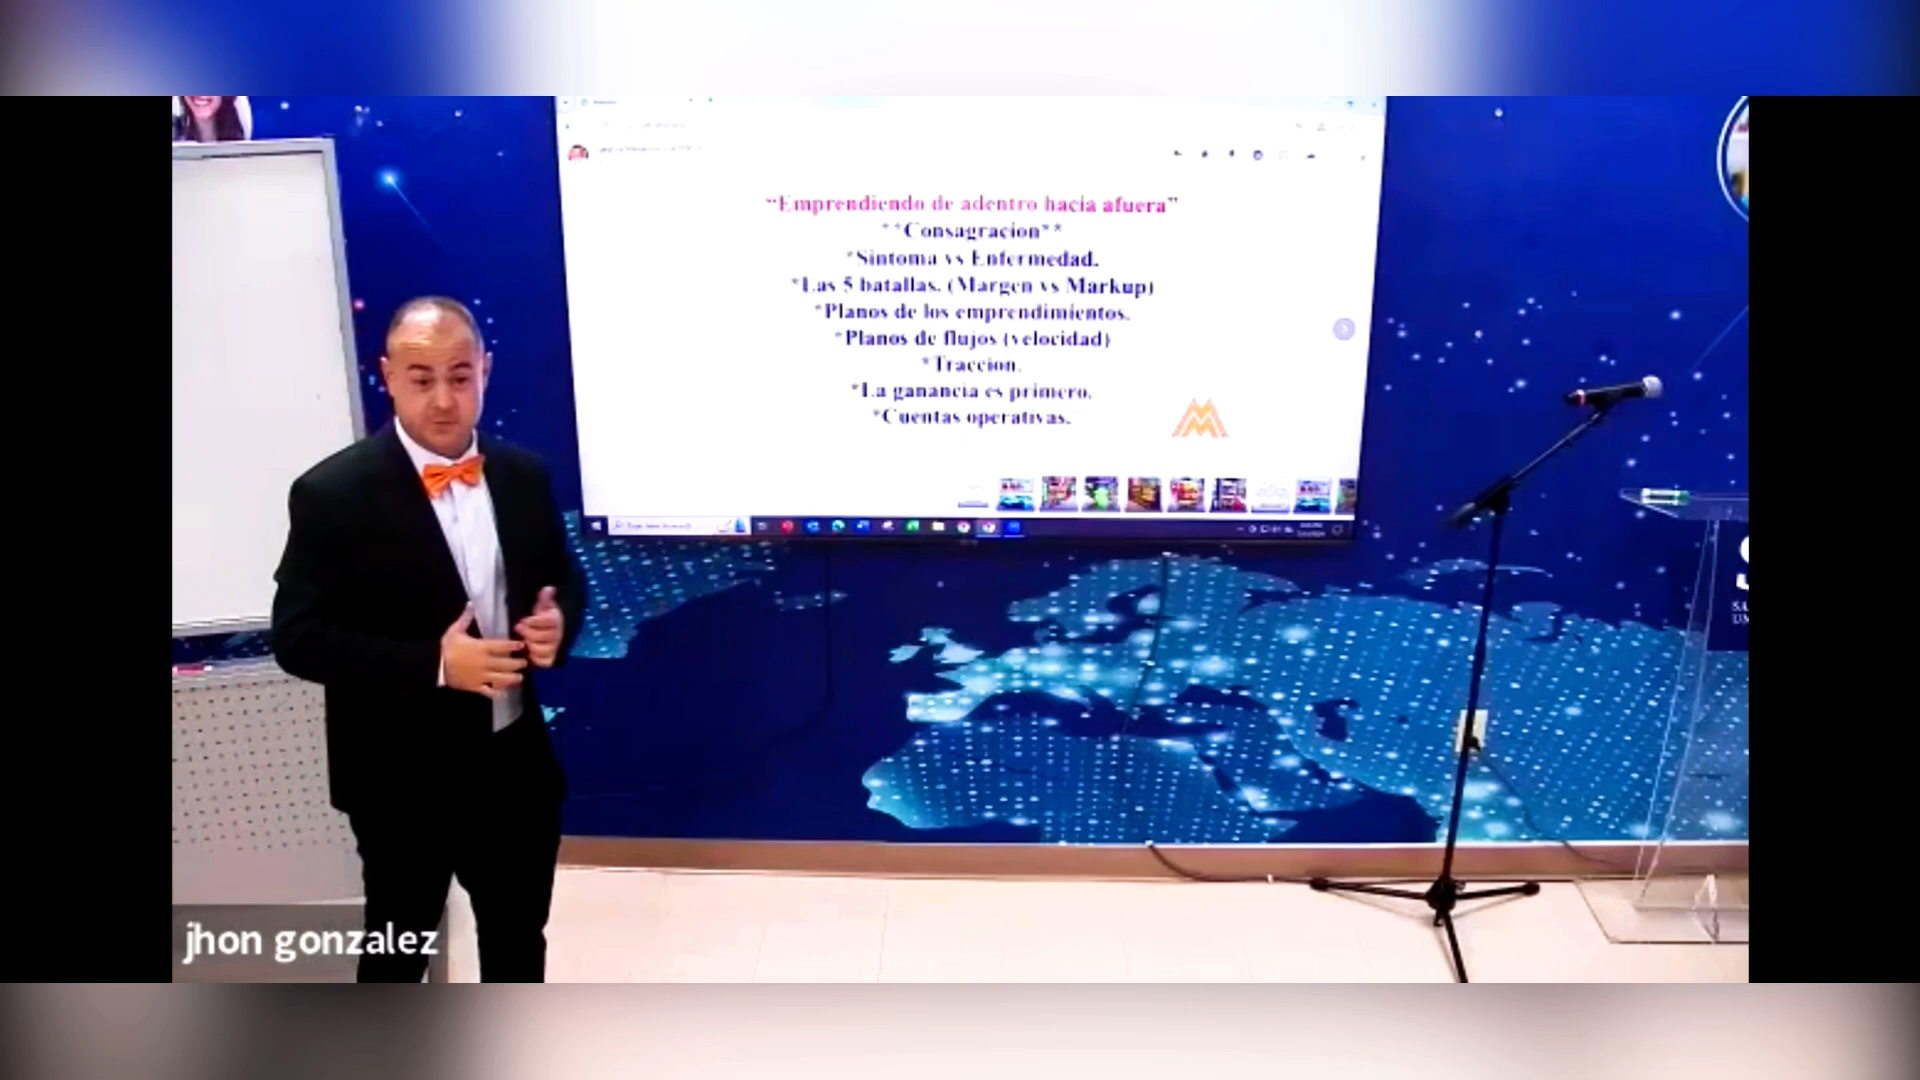 “Emprendiendo de adentro hacia afuera”
**Consagracion**
*Sintoma vs Enfermedad.
*Las 5 batallas. (Margen vs Markup)
*Planos de los emprendimientos.
*Planos de flujos (velocidad)
*Traccion.
*La ganancia es primero.
*Cuentas operativas.
jhon gonzalez